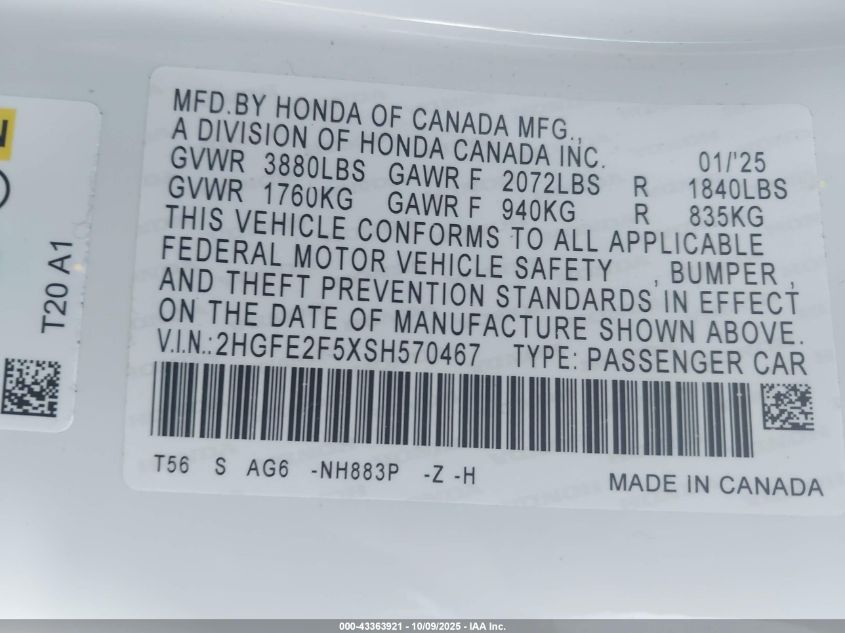 MFD.BY HONDA OF CANADA MFG.,
A DIVISION OF HONDA CANADA INC. 01/'25
GVWR 3880LBS GAWR F 2072LBS R 1840LBS
GVWR 1760KG GAWR F 940KG R 835KG
THIS VEHICLE CONFORMS TO ALL APPLICABLE
FEDERAL MOTOR VEHICLE SAFETY , BUMPER ,
AND THEFT PREVENTION STANDARDS IN EFFECT
ON THE DATE OF MANUFACTURE SHOWN ABOVE.
V.I.N.:2HGFE2F5XSH570467 TYPE: PASSENGER CAR
T56 S AG6 -NH883P -Z -H
MADE IN CANADA
T20 A1
000-43363921 - 10/09/2025 - IAA Inc.